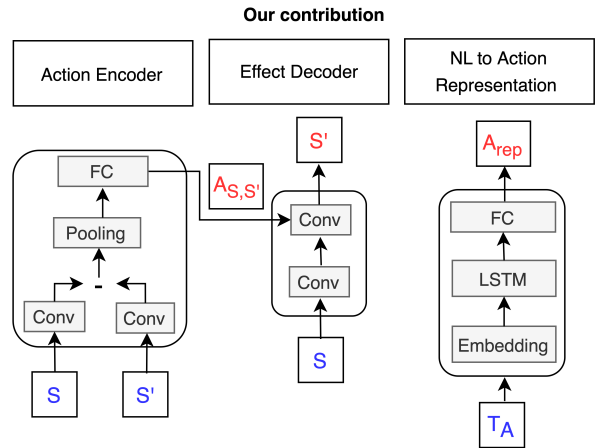 Our contribution
Action Encoder
Effect Decoder
NL to Action
Representation
FC
Pooling
-
Conv
Conv
S
S'
A_S,S'
S'
Conv
Conv
S
A_rep
FC
LSTM
Embedding
T_A